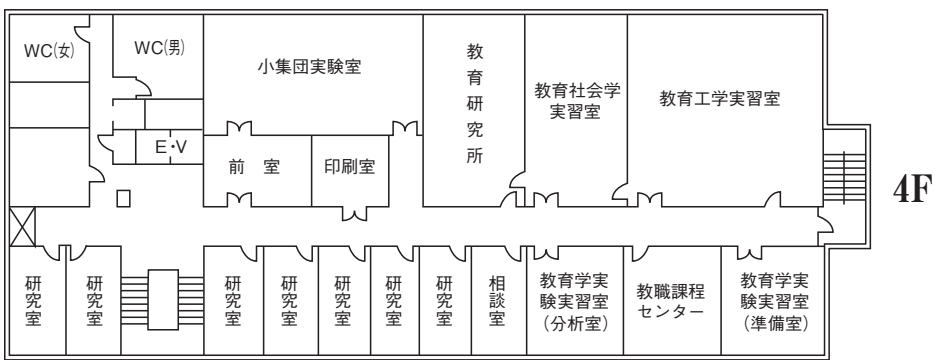 WC(女)
WC(男)
小集団実験室
教育研究所
教育社会学
実習室
教育工学実習室
E・V
前 室
印刷室
4F
研究室
研究室
研究室
研究室
研究室
研究室
研究室
相談室
教育学実
験実習室
(分析室)
教職課程
センター
教育学実
験実習室
(準備室)